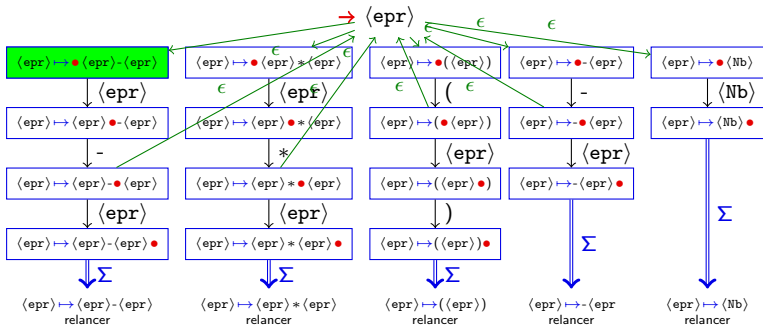 → ⟨epr⟩
ϵ ϵ
⟨epr⟩ ↦ ● ⟨epr⟩-⟨epr⟩ ⟨epr⟩ ↦ ● ⟨epr⟩*⟨epr⟩ ⟨epr⟩ ↦ ●(⟨epr⟩) ⟨epr⟩ ↦ ●-⟨epr⟩ ⟨epr⟩ ↦ ●⟨Nb⟩
ϵ ϵ
⟨epr⟩ ⟨epr⟩ ( - ⟨Nb⟩
ϵ ϵ ϵ ϵ
⟨epr⟩ ↦ ⟨epr⟩●-⟨epr⟩ ⟨epr⟩ ↦ ⟨epr⟩●*⟨epr⟩ ⟨epr⟩ ↦ (●⟨epr⟩) ⟨epr⟩ ↦ -●⟨epr⟩ ⟨epr⟩ ↦ ⟨Nb⟩●
- * ⟨epr⟩ ⟨epr⟩
⟨epr⟩ ↦ ⟨epr⟩-●⟨epr⟩ ⟨epr⟩ ↦ ⟨epr⟩*●⟨epr⟩ ⟨epr⟩ ↦ (⟨epr⟩●) ⟨epr⟩ ↦ -⟨epr⟩●
⟨epr⟩ ⟨epr⟩ ) Σ
⟨epr⟩ ↦ ⟨epr⟩-⟨epr⟩● ⟨epr⟩ ↦ ⟨epr⟩*⟨epr⟩● ⟨epr⟩ ↦ (⟨epr⟩)● Σ
Σ Σ Σ
⟨epr⟩ ↦ ⟨epr⟩-⟨epr⟩ ⟨epr⟩ ↦ ⟨epr⟩*⟨epr⟩ ⟨epr⟩ ↦ (⟨epr⟩) ⟨epr⟩ ↦ -⟨epr ⟨epr⟩ ↦ ⟨Nb⟩
relancer relancer relancer relancer relancer